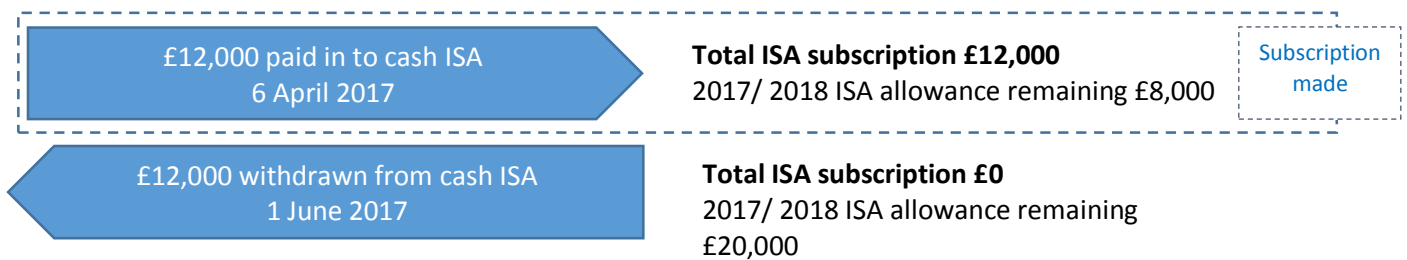 £12,000 paid in to cash ISA
6 April 2017
Total ISA subscription £12,000
2017/ 2018 ISA allowance remaining £8,000
Subscription
made
£12,000 withdrawn from cash ISA
1 June 2017
Total ISA subscription £0
2017/ 2018 ISA allowance remaining
£20,000